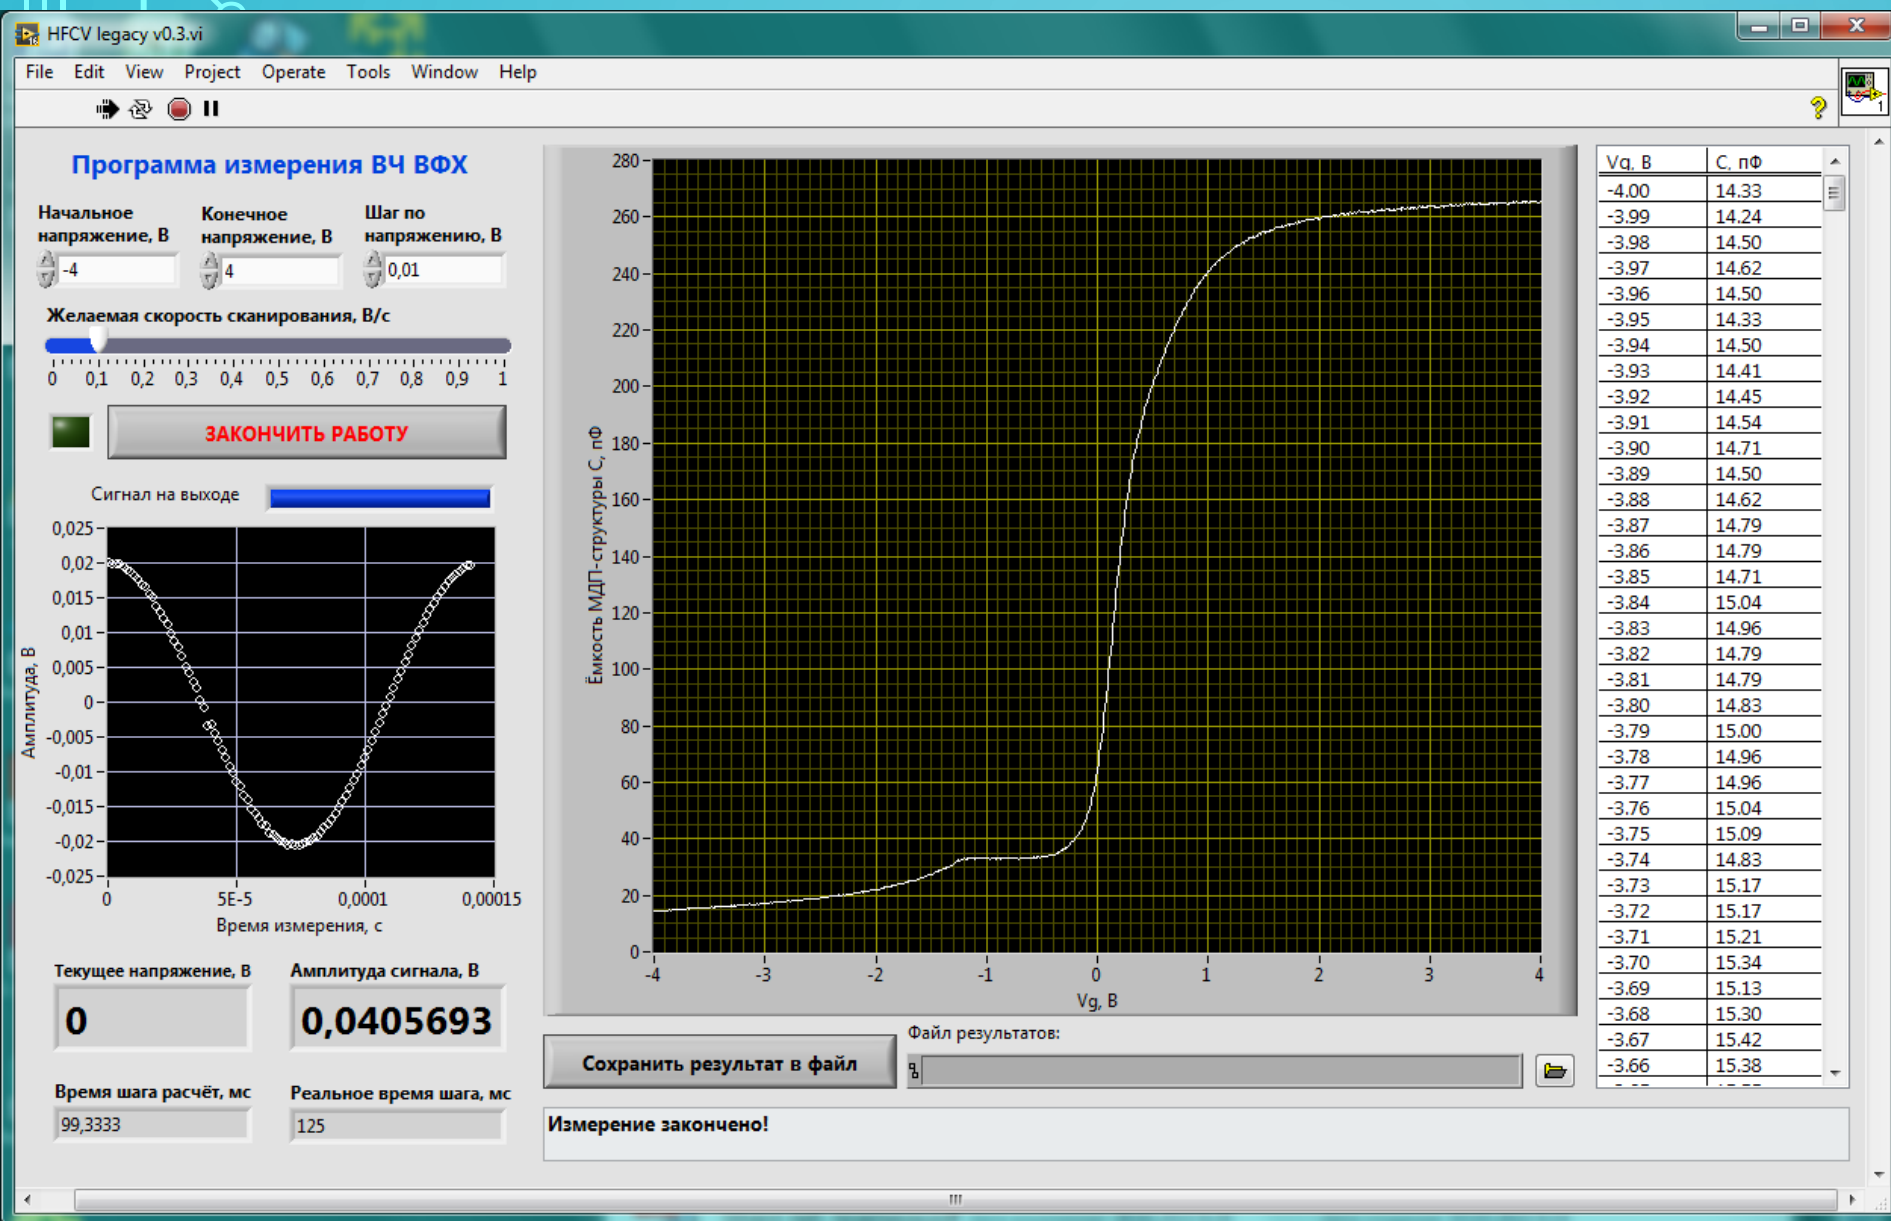 HFCV legacy v0.3.vi
File Edit View Project Operate Tools Window Help
1
Программа измерения ВЧ ВФХ
Начальное напряжение, В
Конечное напряжение, В
Шаг по напряжению, В
-4
4
0,01
Желаемая скорость сканирования, В/с
0 0,1 0,2 0,3 0,4 0,5 0,6 0,7 0,8 0,9 1
ЗАКОНЧИТЬ РАБОТУ
Сигнал на выходе
0,025
0,02
0,015
0,01
0,005
0
-0,005
-0,01
-0,015
-0,02
-0,025
Амплитуда, В
0 5E-5 0,0001 0,00015
Время измерения, с
Текущее напряжение, В
0
Амплитуда сигнала, В
0,0405693
Время шага расчёт, мс
99,3333
Реальное время шага, мс
125
280
260
240
220
200
180
160
140
120
100
80
60
40
20
0
Ёмкость МДП-структуры С, пФ
-4 -3 -2 -1 0 1 2 3 4
Vg, В
Сохранить результат в файл
Файл результатов:
Измерение закончено!
Vg, В C, пФ
-4.00 14.33
-3.99 14.24
-3.98 14.50
-3.97 14.62
-3.96 14.50
-3.95 14.33
-3.94 14.50
-3.93 14.41
-3.92 14.45
-3.91 14.54
-3.90 14.71
-3.89 14.50
-3.88 14.62
-3.87 14.79
-3.86 14.79
-3.85 14.71
-3.84 15.04
-3.83 14.96
-3.82 14.79
-3.81 14.79
-3.80 14.83
-3.79 15.00
-3.78 14.96
-3.77 14.96
-3.76 15.04
-3.75 15.09
-3.74 14.83
-3.73 15.17
-3.72 15.17
-3.71 15.21
-3.70 15.34
-3.69 15.13
-3.68 15.30
-3.67 15.42
-3.66 15.38